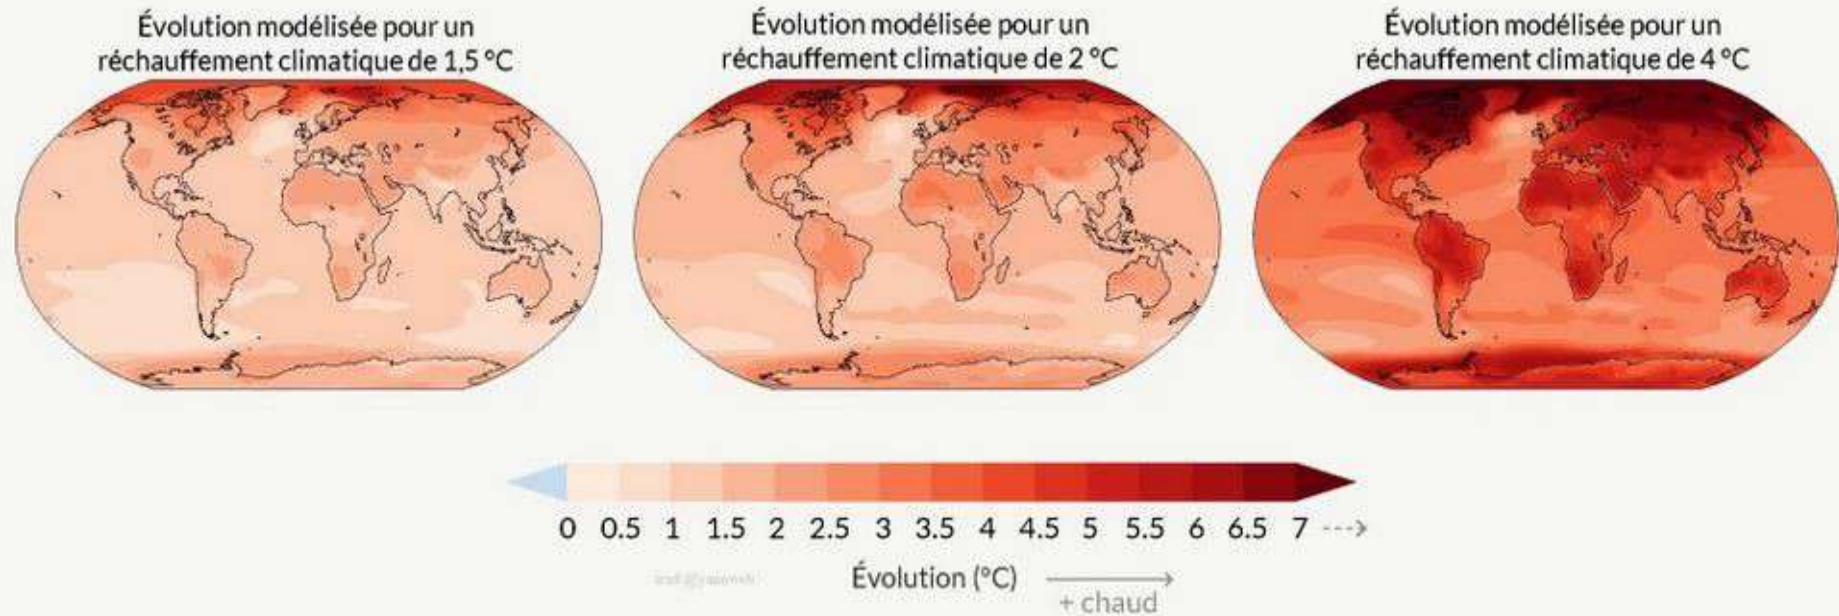 Évolution modélisée pour un
réchauffement climatique de 1,5 °C
Évolution modélisée pour un
réchauffement climatique de 2 °C
Évolution modélisée pour un
réchauffement climatique de 4 °C
0 0.5 1 1.5 2 2.5 3 3.5 4 4.5 5 5.5 6 6.5 7
Évolution (°C)
+ chaud